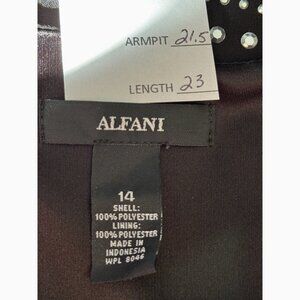 ARMPIT 21.5
LENGTH 23
ALFANI
14
SHELL:
100% POLYESTER
LINING:
100% POLYESTER
MADE IN
INDONESIA
WPL 8046